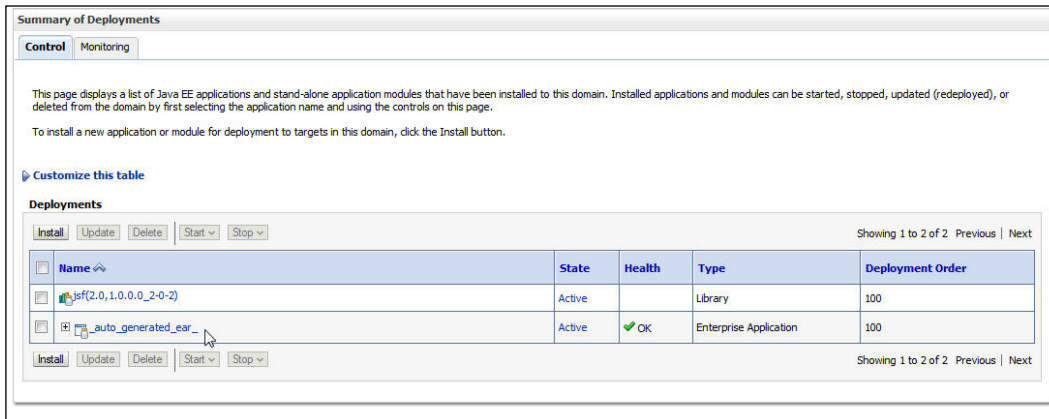 Summary of Deployments
Control Monitoring
This page displays a list of Java EE applications and stand-alone application modules that have been installed to this domain. Installed applications and modules can be started, stopped, updated (redeployed), or
deleted from the domain by first selecting the application name and using the controls on this page.
To install a new application or module for deployment to targets in this domain, click the Install button.
Customize this table
Deployments
Install Update Delete Start Stop Showing 1 to 2 of 2 Previous | Next
Name State Health Type Deployment Order
jsf(2.0,1.0.0.0_2-0-2) Active Library 100
_auto_generated_ear_ Active OK Enterprise Application 100
Install Update Delete Start Stop Showing 1 to 2 of 2 Previous | Next